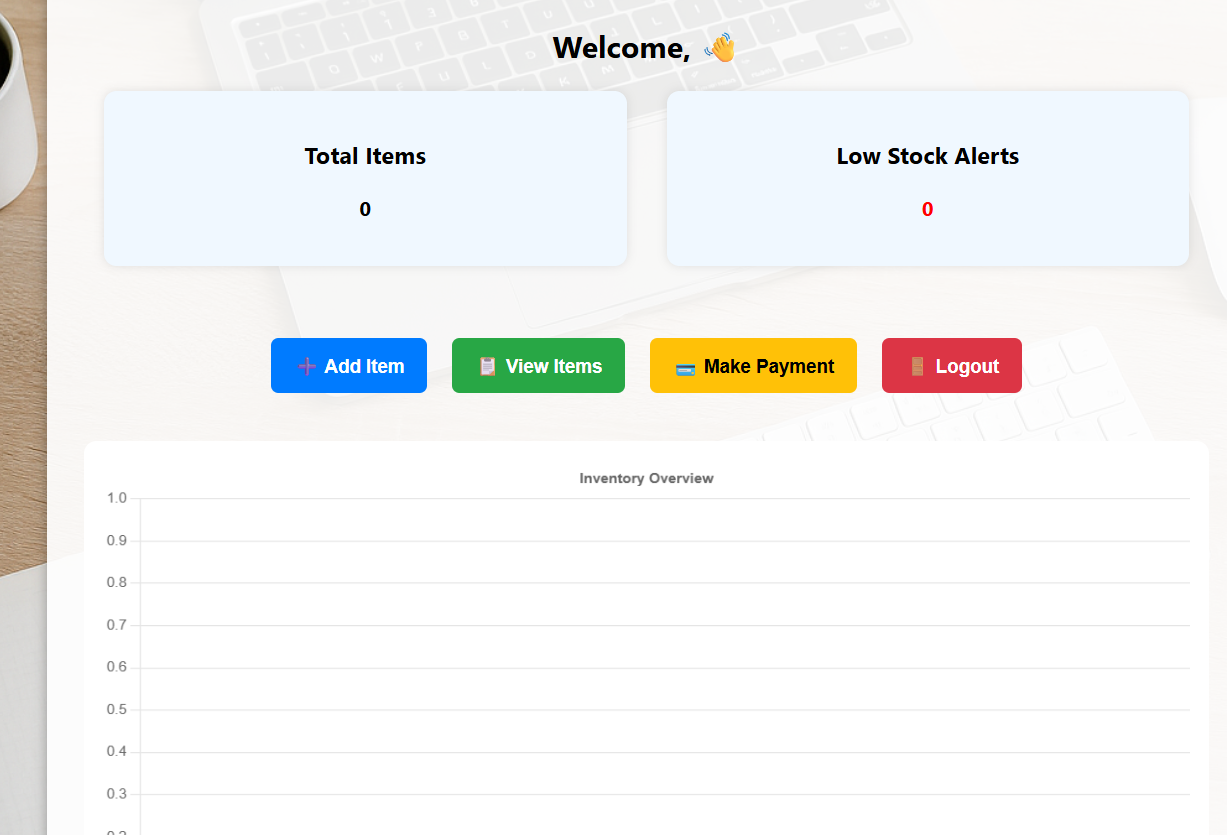 Welcome, 👋
Total Items
0
Low Stock Alerts
0
➕ Add Item
📋 View Items
💳 Make Payment
🚪 Logout
Inventory Overview
1.0
0.9
0.8
0.7
0.6
0.5
0.4
0.3